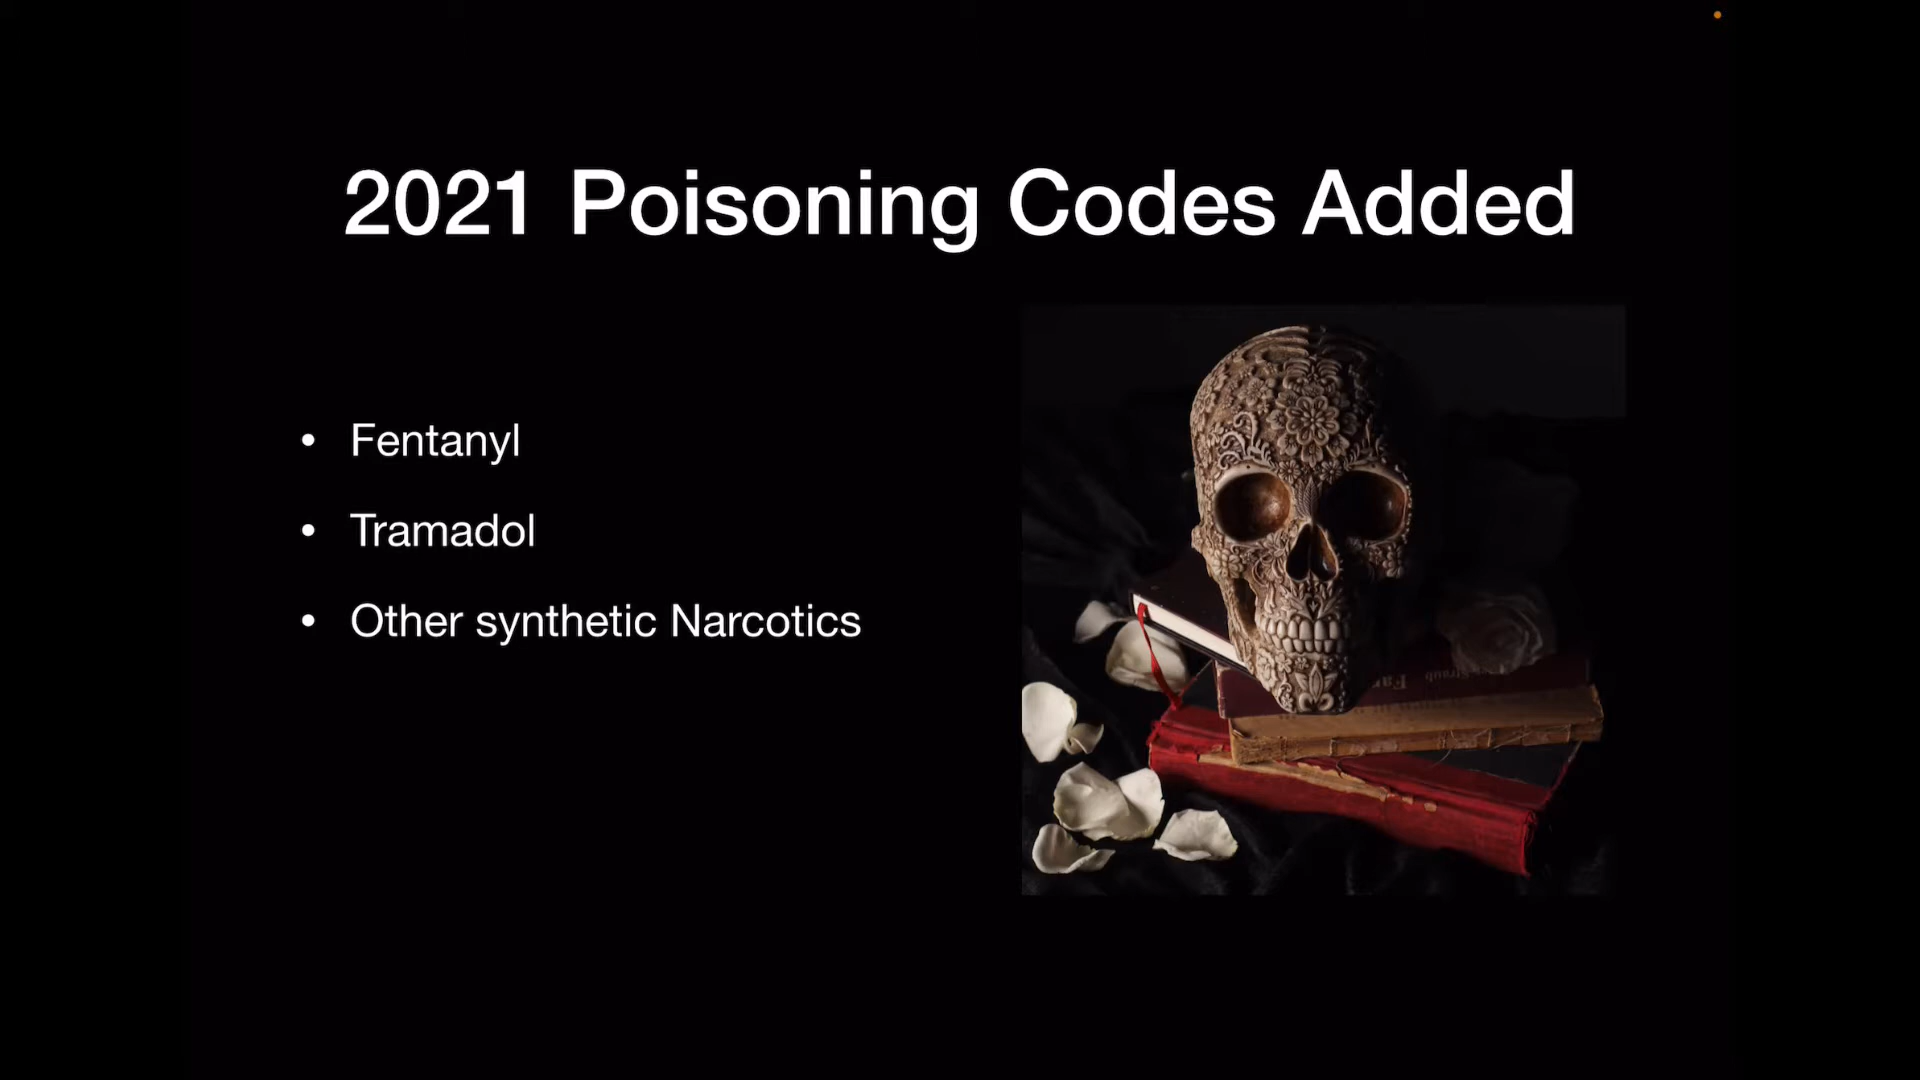 2021 Poisoning Codes Added
• Fentanyl
• Tramadol
• Other synthetic Narcotics